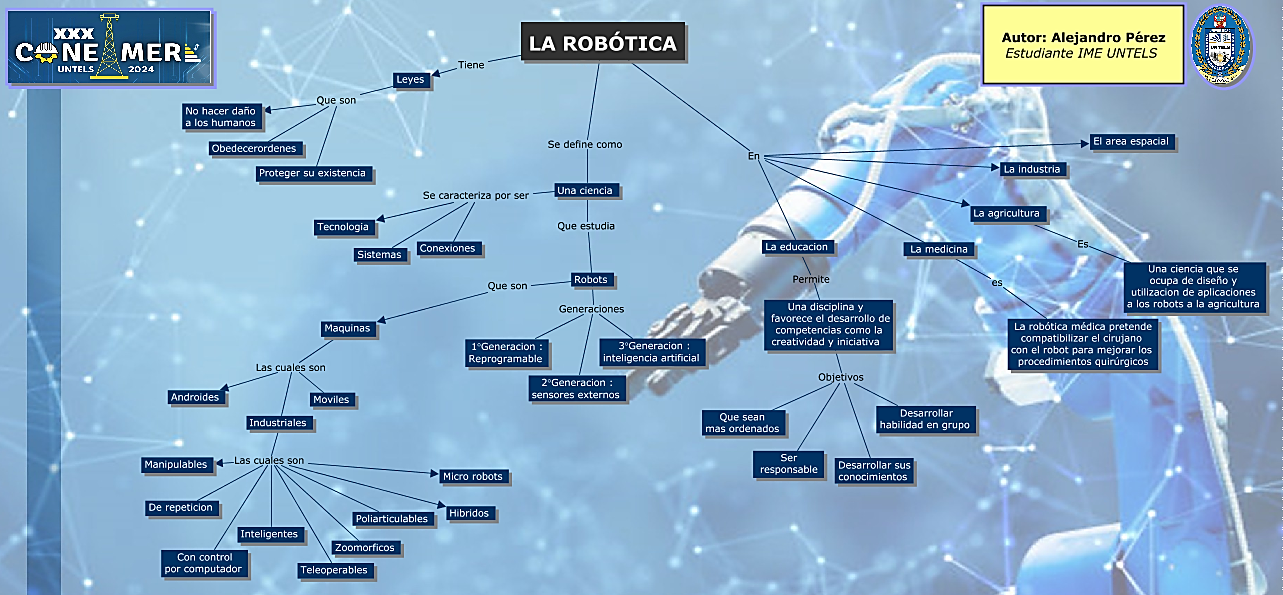 XXX
CONEIMERA
UNTELS 2024
LA ROBÓTICA
Autor: Alejandro Pérez
Estudiante IME UNTELS
Tiene
Leyes
Que son
No hacer daño
a los humanos
Obedecerordenes
Proteger su existencia
Se define como
Una ciencia
Se caracteriza por ser
Tecnologia
Sistemas
Conexiones
Que estudia
Robots
Que son
Generaciones
1°Generacion :
Reprogramable
2°Generacion :
sensores externos
3°Generacion :
inteligencia artificial
Maquinas
Las cuales son
Androides
Moviles
Industriales
Las cuales son
Manipulables
De repeticion
Con control
por computador
Inteligentes
Teleoperables
Zoomorficos
Poliarticulables
Hibridos
Micro robots
En
El area espacial
La industria
La agricultura
Es
Una ciencia que se
ocupa de diseño y
utilizacion de aplicaciones
a los robots a la agricultura
La medicina
es
La robótica médica pretende
compatibilizar el cirujano
con el robot para mejorar los
procedimientos quirúrgicos
La educacion
Permite
Una disciplina y
favorece el desarrollo de
competencias como la
creatividad y iniciativa
Objetivos
Que sean
mas ordenados
Ser
responsable
Desarrollar sus
conocimientos
Desarrollar
habilidad en grupo